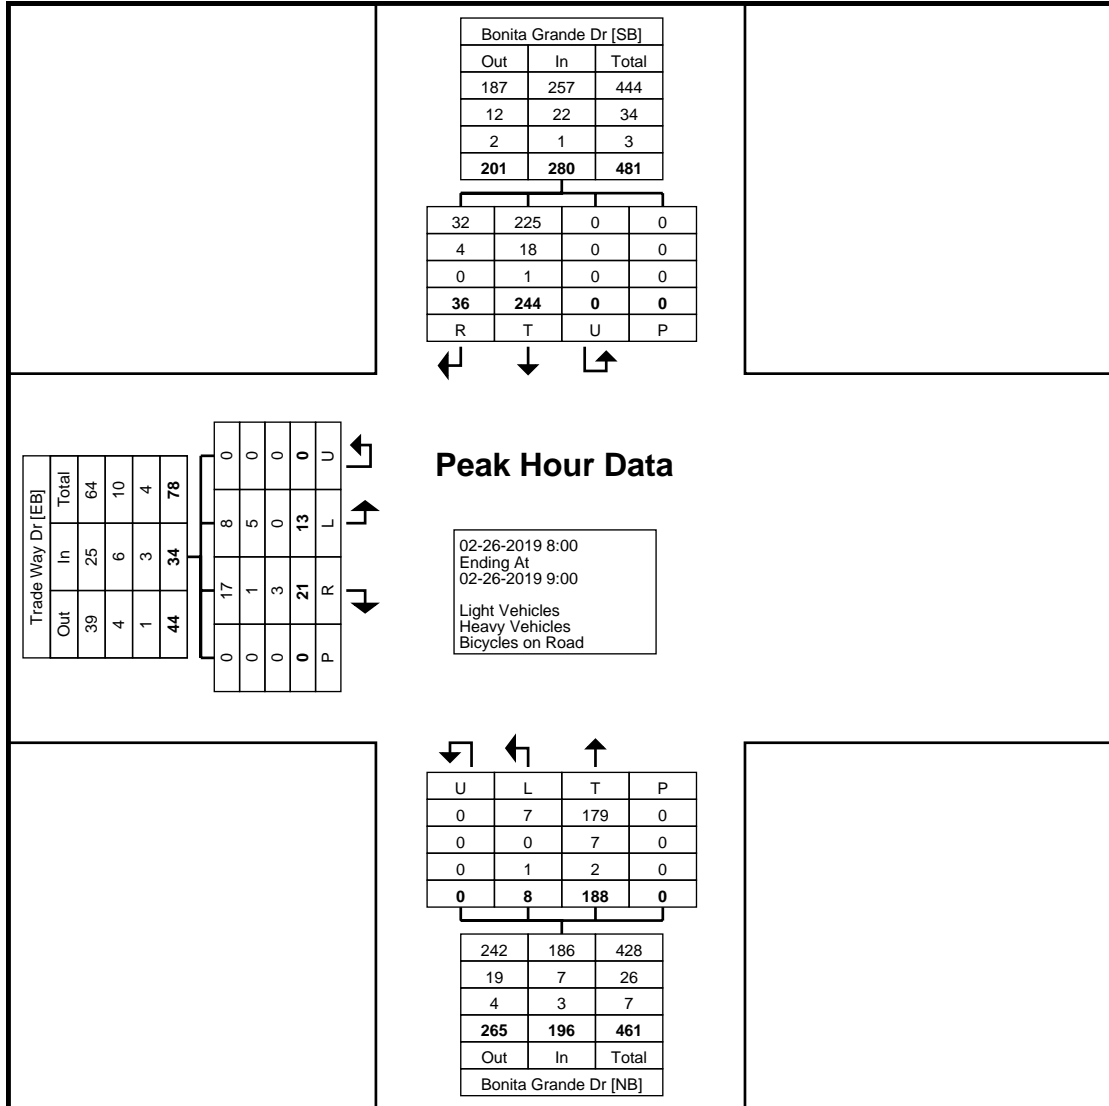 Bonita Grande Dr [SB]
Out In Total
187 257 444
12 22 34
2 1 3
201 280 481
32 225 0 0
4 18 0 0
0 1 0 0
36 244 0 0
R T U P
Trade Way Dr [EB]
Total 64 10 4 78
In 25 6 3 34
Out 39 4 1 44
0 0 0 0 U
8 5 0 13 L
17 1 3 21 R
0 0 0 0 P
Peak Hour Data
02-26-2019 8:00
Ending At
02-26-2019 9:00
Light Vehicles
Heavy Vehicles
Bicycles on Road
U L T P
0 7 179 0
0 0 7 0
0 1 2 0
0 8 188 0
242 186 428
19 7 26
4 3 7
265 196 461
Out In Total
Bonita Grande Dr [NB]